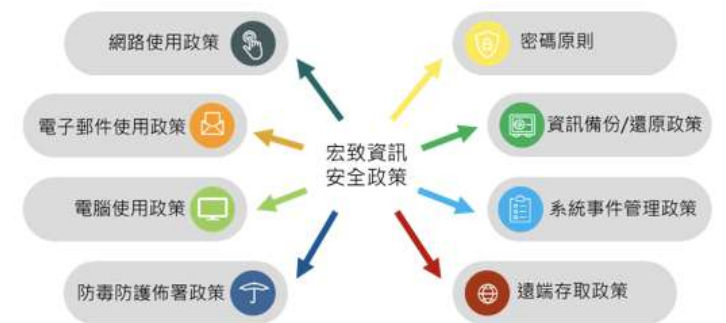 網路使用政策
密碼原則
電子郵件使用政策
資訊備份/還原政策
宏致資訊
安全政策
電腦使用政策
系統事件管理政策
防毒防護佈署政策
遠端存取政策